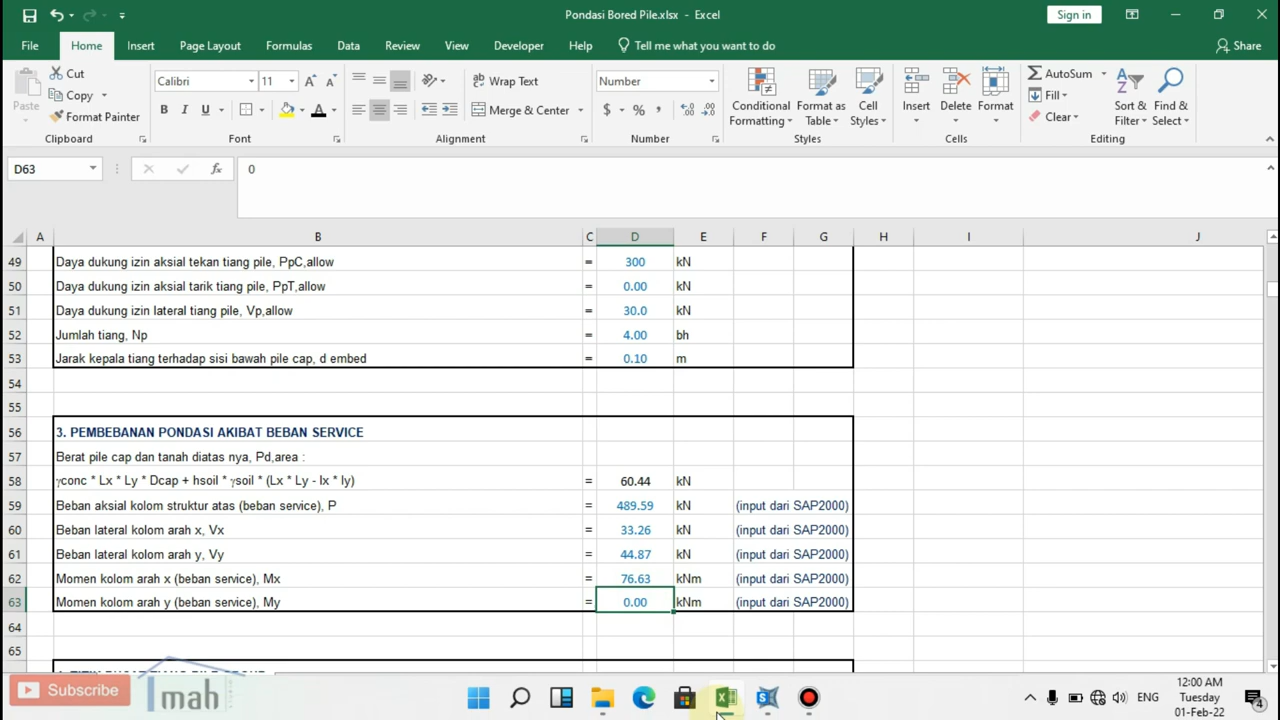 Pondasi Bored Pile.xlsx - Excel
Sign in
File Home Insert Page Layout Formulas Data Review View Developer Help Tell me what you want to do Share
Paste
Cut
Copy
Format Painter
Clipboard
Calibri 11
B I U
Font
Wrap Text
Merge & Center
Alignment
Number
$ % ,
Number
Conditional Formatting
Format as Table
Cell Styles
Styles
Insert
Delete
Format
Cells
AutoSum
Fill
Clear
Sort & Filter
Find & Select
Editing
D63 fx 0
A B C D E F G H I J
49 Daya dukung izin aksial tekan tiang pile, PpC,allow = 300 kN
50 Daya dukung izin aksial tarik tiang pile, PpT,allow = 0.00 kN
51 Daya dukung izin lateral tiang pile, Vp,allow = 30.0 kN
52 Jumlah tiang, Np = 4.00 bh
53 Jarak kepala tiang terhadap sisi bawah pile cap, d embed = 0.10 m
54
55
56 3. PEMBEBANAN PONDASI AKIBAT BEBAN SERVICE
57 Berat pile cap dan tanah diatas nya, Pd,area :
58 γconc * Lx * Ly * Dcap + hsoil * γsoil * (Lx * Ly - lx * ly) = 60.44 kN
59 Beban aksial kolom struktur atas (beban service), P = 489.59 kN (input dari SAP2000)
60 Beban lateral kolom arah x, Vx = 33.26 kN (input dari SAP2000)
61 Beban lateral kolom arah y, Vy = 44.87 kN (input dari SAP2000)
62 Momen kolom arah x (beban service), Mx = 76.63 kNm (input dari SAP2000)
63 Momen kolom arah y (beban service), My = 0.00 kNm (input dari SAP2000)
64
65
Subscribe
Imah
ENG
12:00 AM
Tuesday
01-Feb-22
4